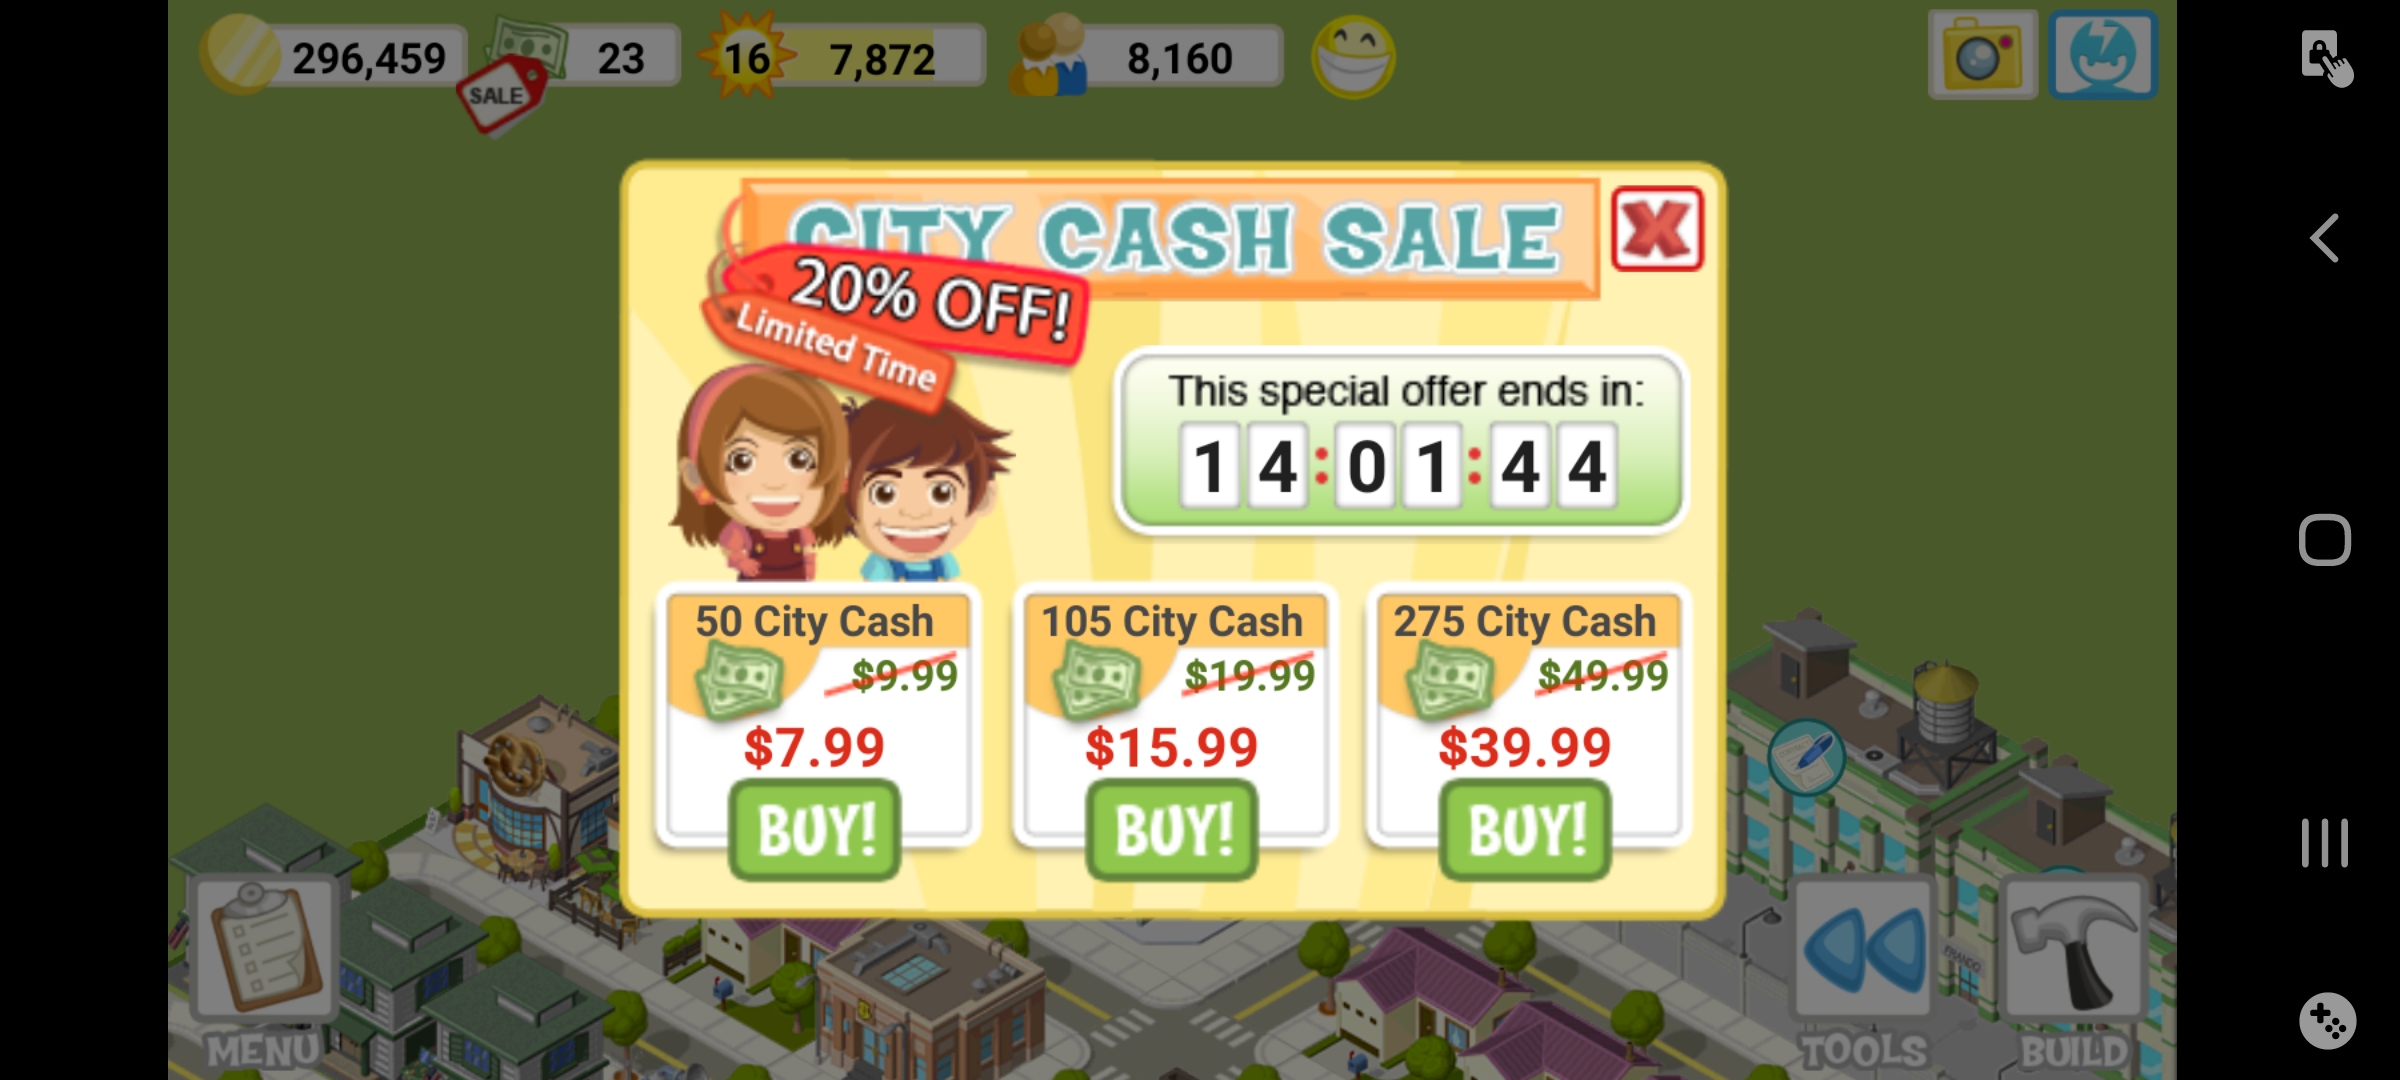 296,459
SALE
23
16
7,872
8,160
CITY CASH SALE
20% OFF!
Limited Time
X
This special offer ends in:
14:01:44
50 City Cash
$9.99
$7.99
BUY!
105 City Cash
$19.99
$15.99
BUY!
275 City Cash
$49.99
$39.99
BUY!
MENU
TOOLS
BUILD